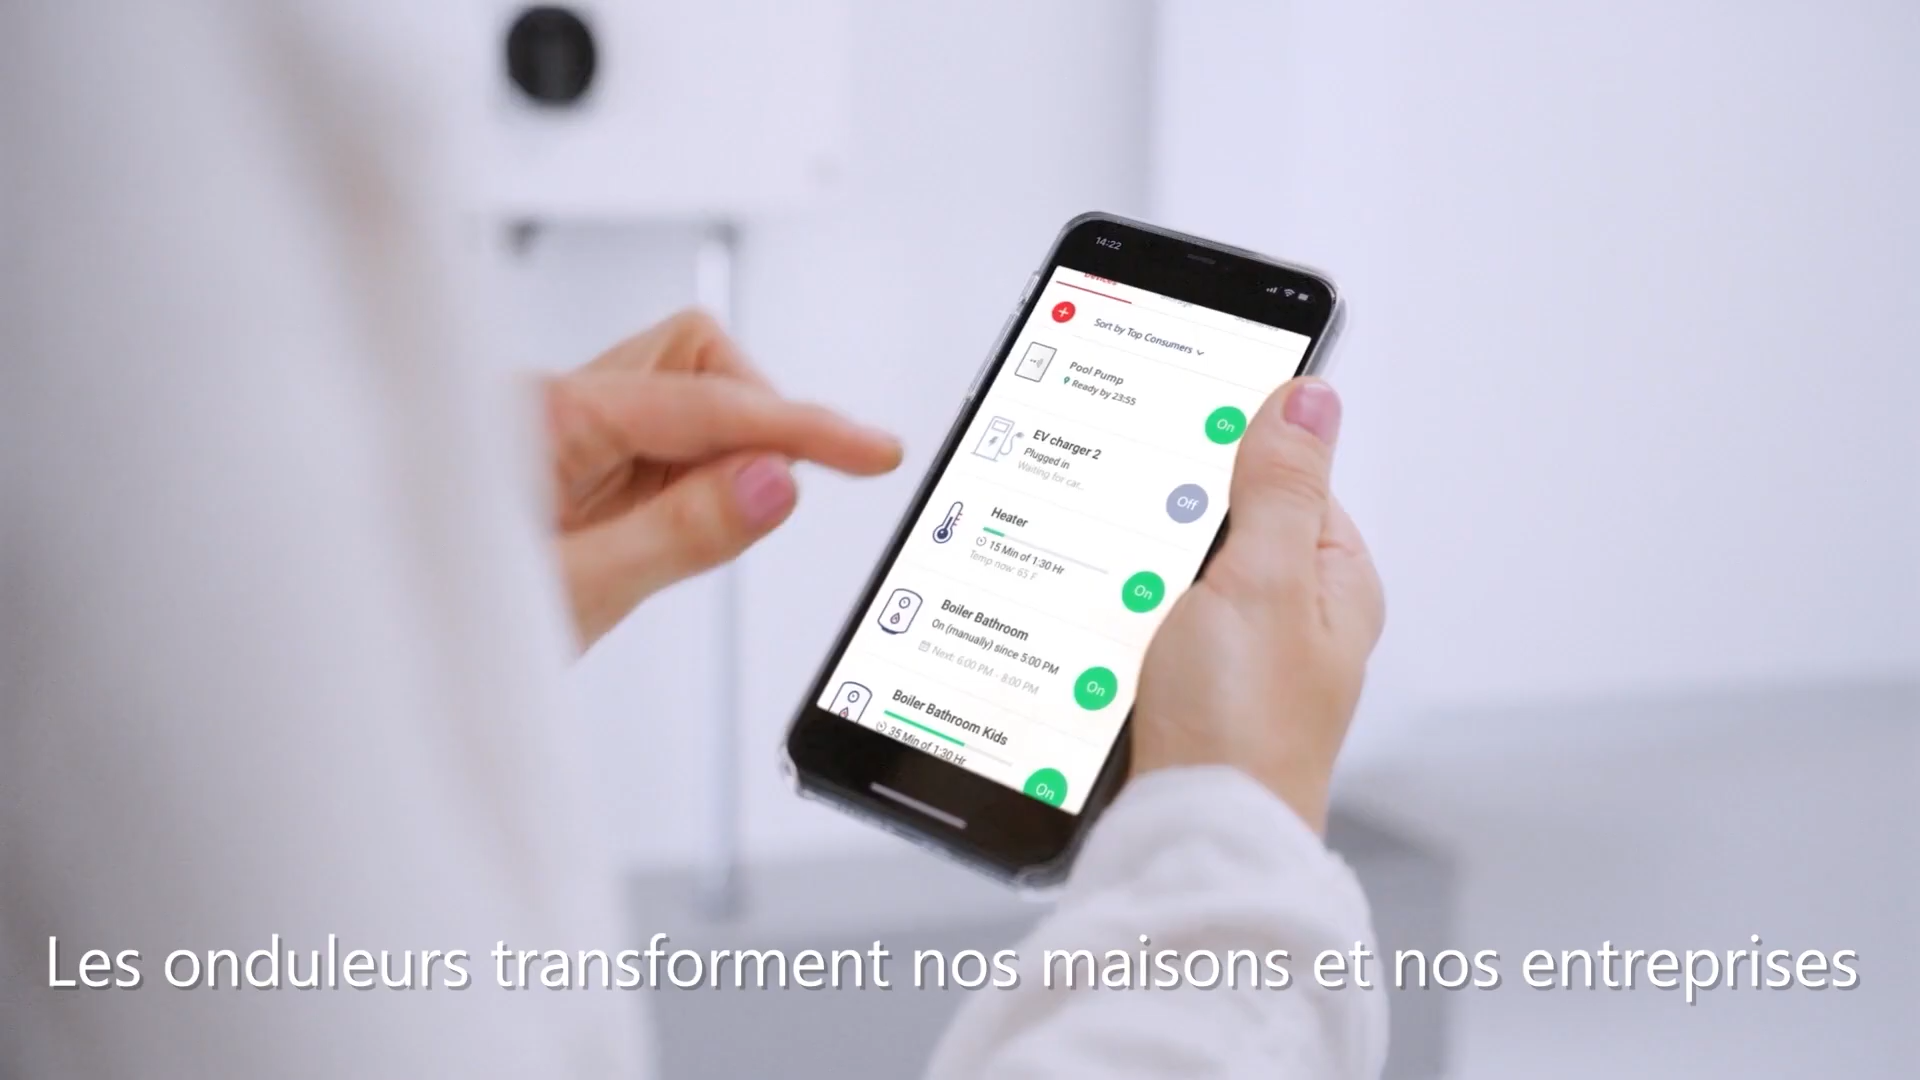 14:22
Devices
Sort by Top Consumers
Pool Pump
Ready by 23:55
On
EV charger 2
Plugged in
Waiting for car...
Off
Heater
15 Min of 1:30 Hr
Temp now: 65 F
On
Boiler Bathroom
On (manually) since 5:00 PM
Next: 6:00 PM - 8:00 PM
On
Boiler Bathroom Kids
35 Min of 1:30 Hr
On
Les onduleurs transforment nos maisons et nos entreprises